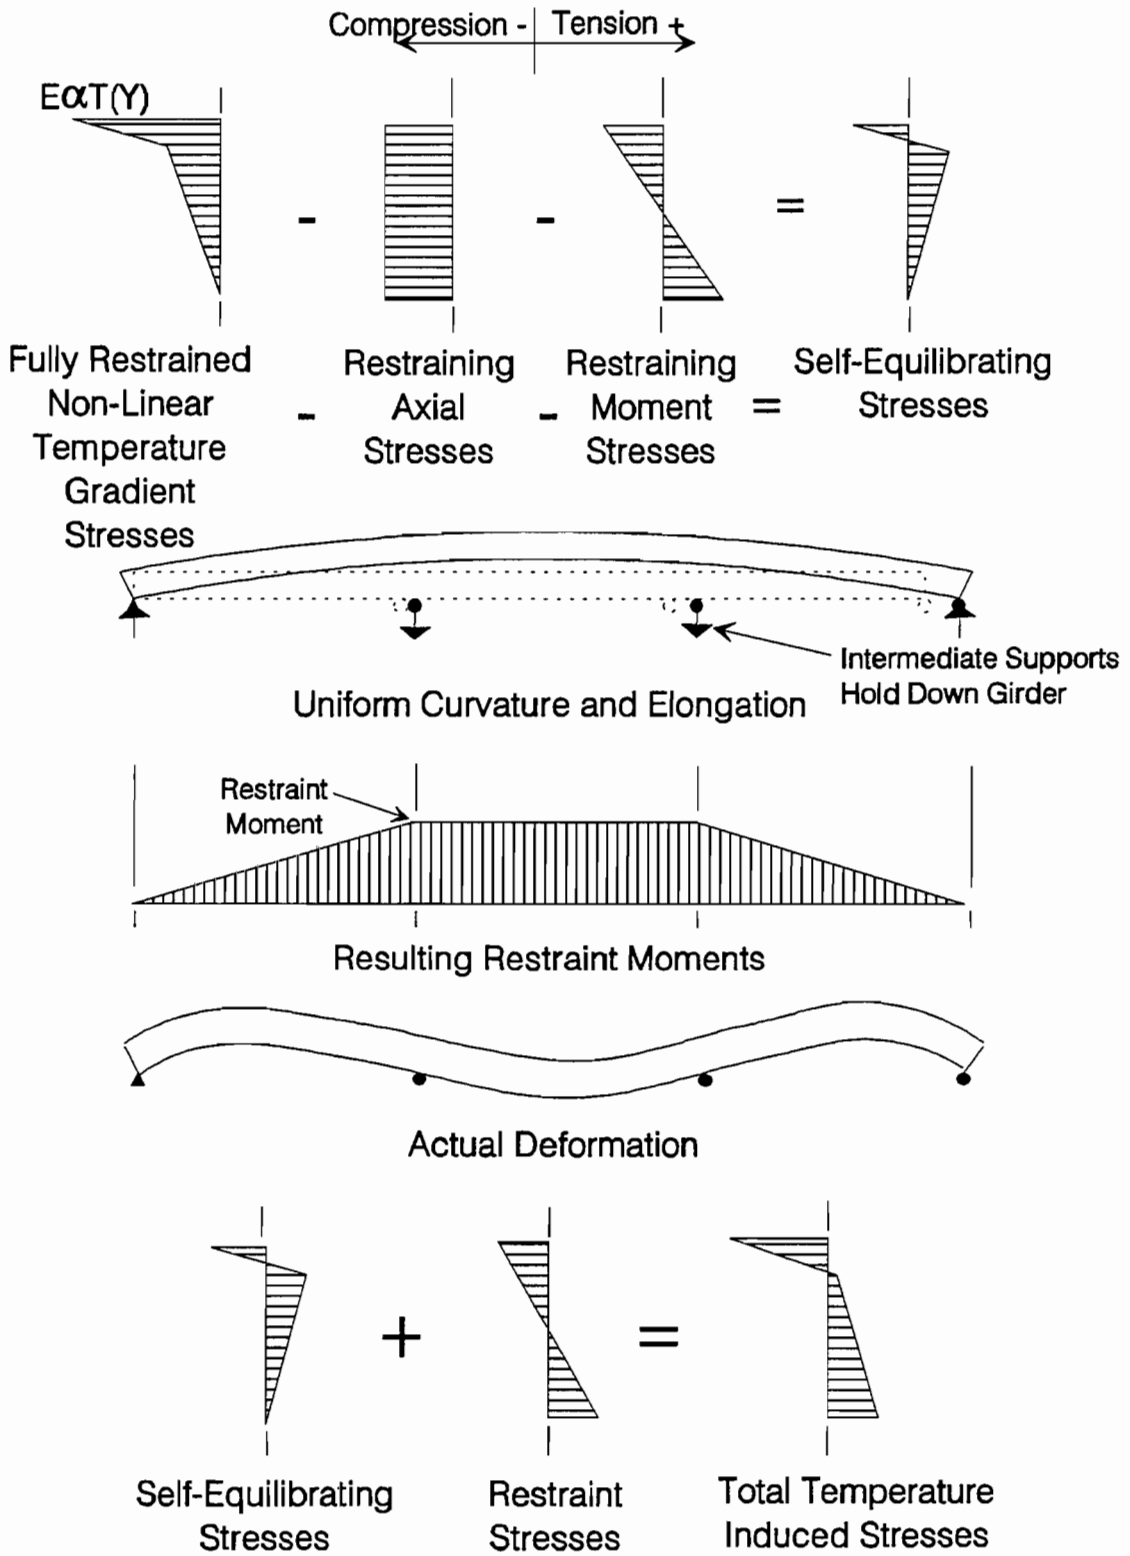 Compression - Tension +
EαT(Y)
- - =
Fully Restrained
Non-Linear
Temperature
Gradient
Stresses
-
Restraining
Axial
Stresses
-
Restraining
Moment
Stresses
=
Self-Equilibrating
Stresses
Intermediate Supports
Hold Down Girder
Uniform Curvature and Elongation
Restraint
Moment
Resulting Restraint Moments
Actual Deformation
+ =
Self-Equilibrating
Stresses
Restraint
Stresses
Total Temperature
Induced Stresses